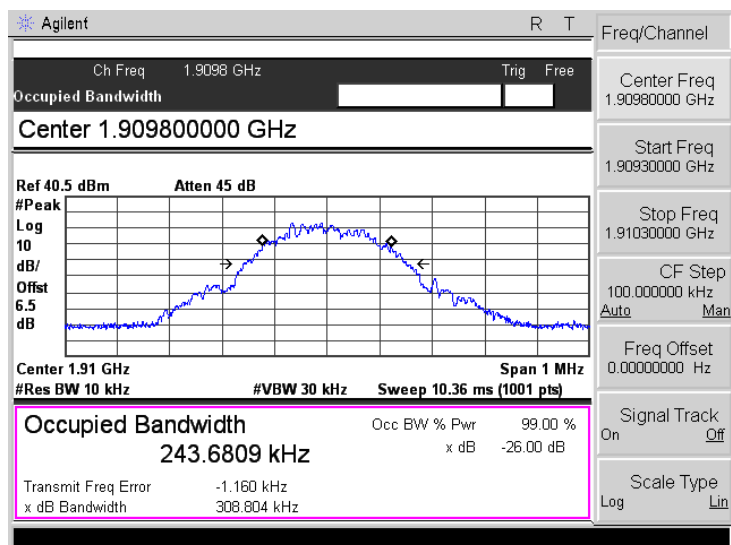 Agilent R T
Freq/Channel
Ch Freq 1.9098 GHz Trig Free
Occupied Bandwidth
Center 1.909800000 GHz
Ref 40.5 dBm Atten 45 dB
#Peak
Log
10
dB/
Offst
6.5
dB
Center 1.91 GHz Span 1 MHz
#Res BW 10 kHz #VBW 30 kHz Sweep 10.36 ms (1001 pts)
Occupied Bandwidth Occ BW % Pwr 99.00 %
243.6809 kHz x dB -26.00 dB
Transmit Freq Error -1.160 kHz
x dB Bandwidth 308.804 kHz
Center Freq
1.90980000 GHz
Start Freq
1.90930000 GHz
Stop Freq
1.91030000 GHz
CF Step
100.000000 kHz
Auto Man
Freq Offset
0.00000000 Hz
Signal Track
On Off
Scale Type
Log Lin